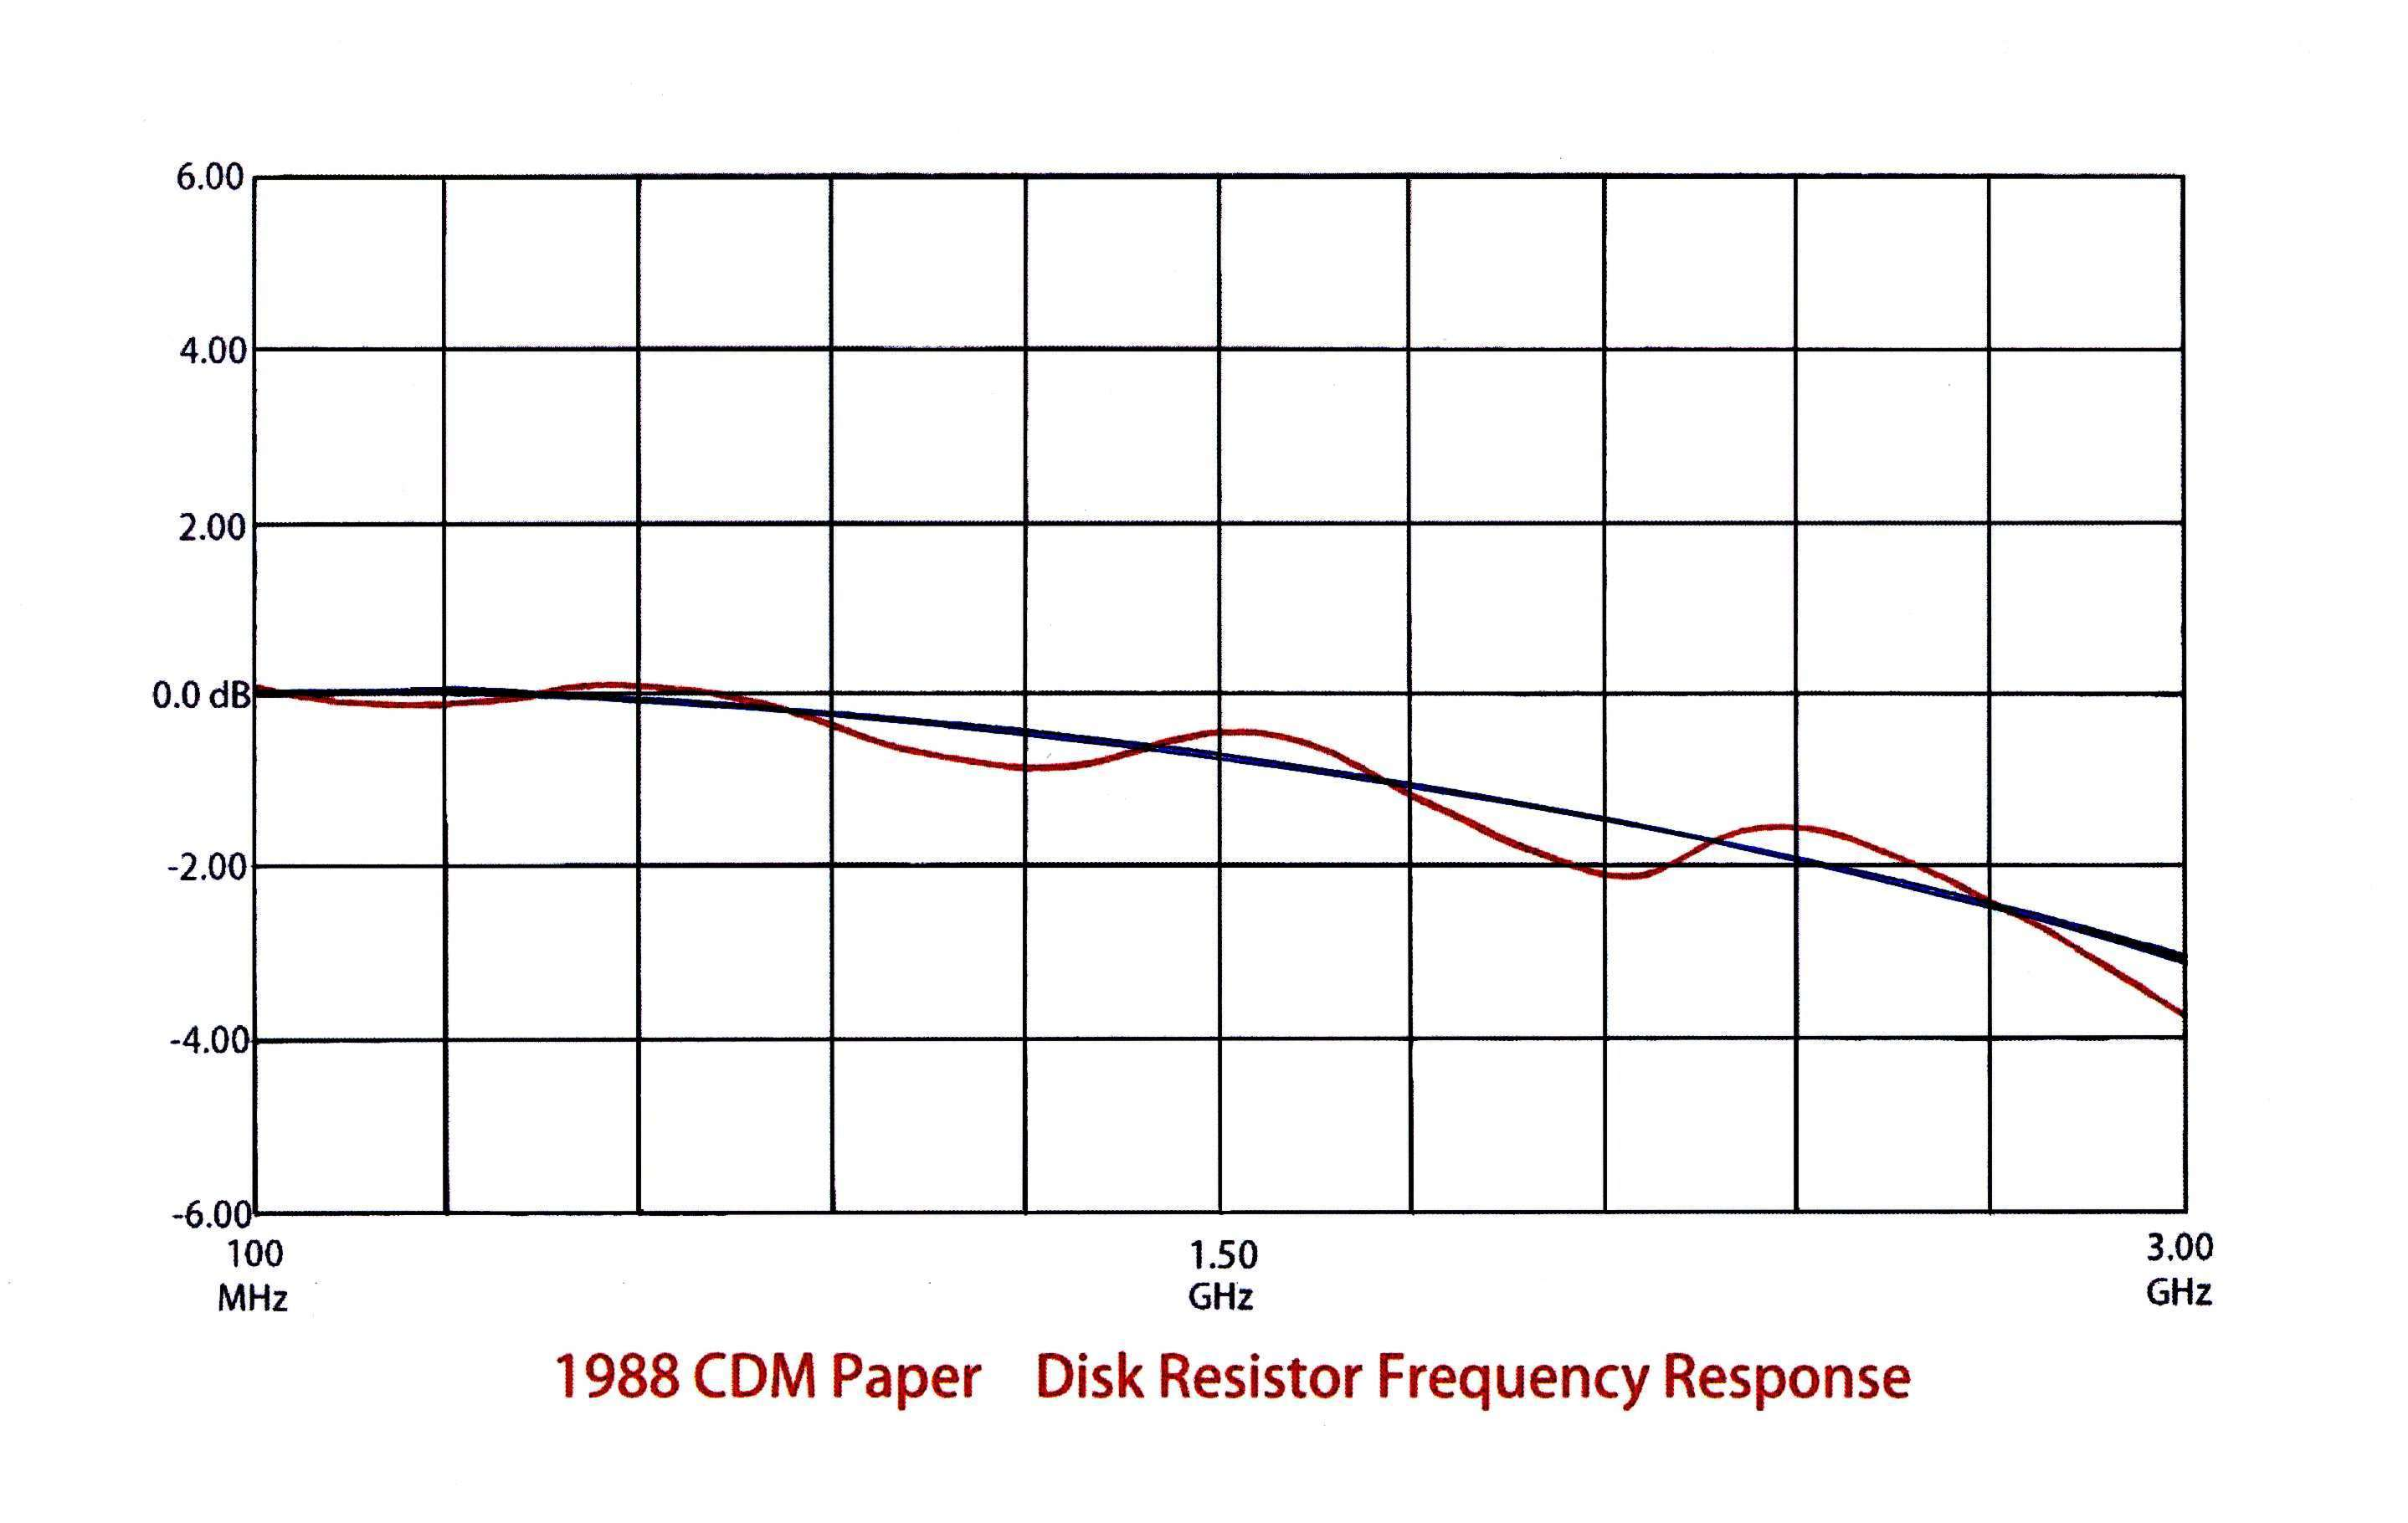 6.00
4.00
2.00
0.0 dB
-2.00
-4.00
-6.00
100 MHz
1.50 GHz
3.00 GHz
1988 CDM Paper Disk Resistor Frequency Response